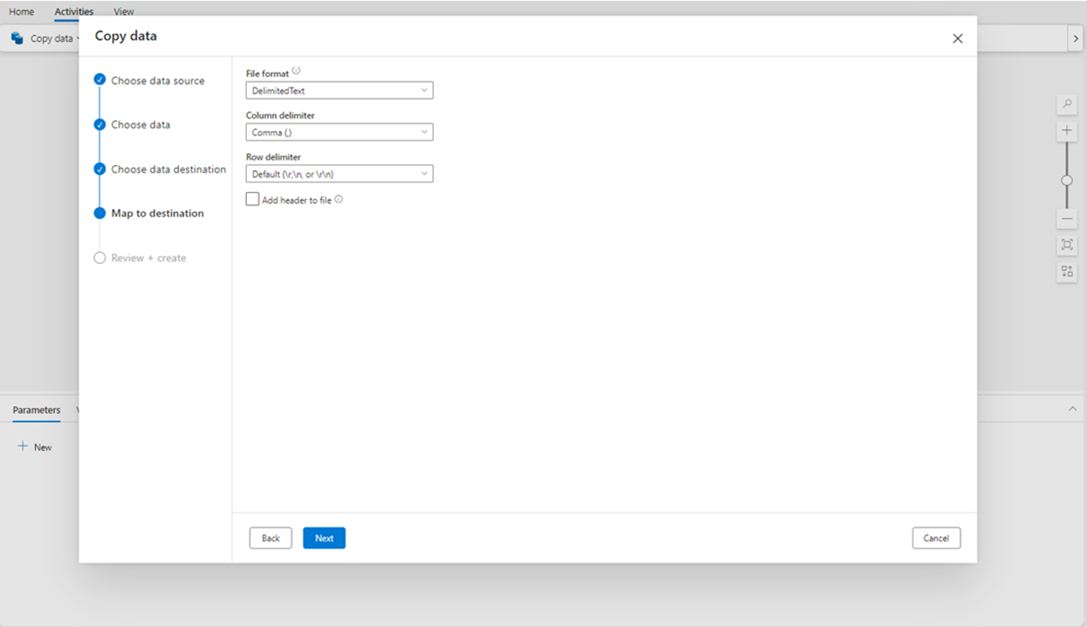 Home Activities View
Copy data
Copy data
Choose data source
Choose data
Choose data destination
Map to destination
Review + create
File format
DelimitedText
Column delimiter
Comma (,)
Row delimiter
Default (\r,\n, or \r\n)
Add header to file
Parameters
New
Back Next Cancel